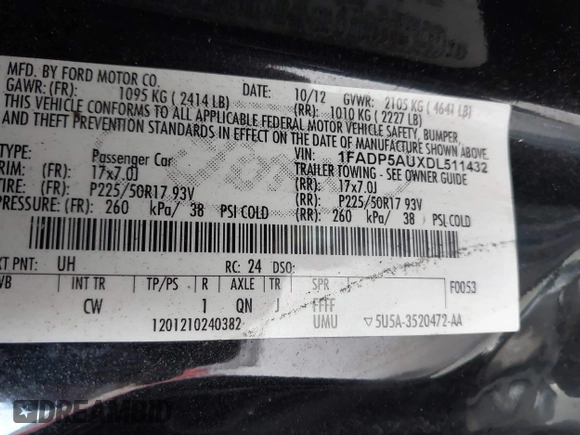 MFD. BY FORD MOTOR CO.
DATE: 10/12 GVWR: 2105 KG ( 4641 LB)
GAWR: (FR): 1095 KG ( 2414 LB) (RR): 1010 KG ( 2227 LB)
THIS VEHICLE CONFORMS TO ALL APPLICABLE FEDERAL MOTOR VEHICLE SAFETY, BUMPER,
AND THEFT PREVENTION STANDARDS IN EFFECT ON THE DATE OF MANUFACTURE SHOWN ABOVE.
VIN: 1FADP5AUXDL511432
Passenger Car TRAILER TOWING - SEE OWNER GUIDE
RIM: (FR): 17x7.0J (RR): 17x7.0J
TIRE: (FR): P225/50R17 93V (RR): P225/50R17 93V
(FR): 260 kPa/ 38 PSI COLD (RR): 260 kPa/ 38 PSI COLD
EXT PNT: UH RC: 24 DSO: F0053
WB INT TR TP/PS R AXLE TR SPR
CW 1 QN J FFFF
1201210240382- UMU ▽5U5A-3520472-AA
DREAMBID